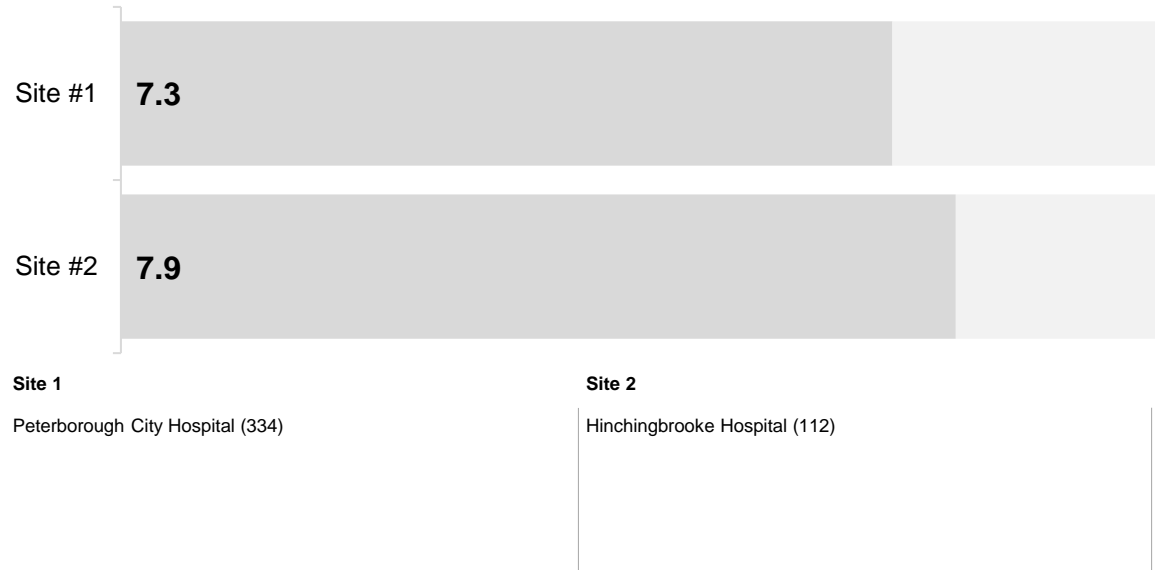 Site #1
7.3
Site #2
7.9
Site 1
Site 2
Peterborough City Hospital (334)
Hinchingbrooke Hospital (112)